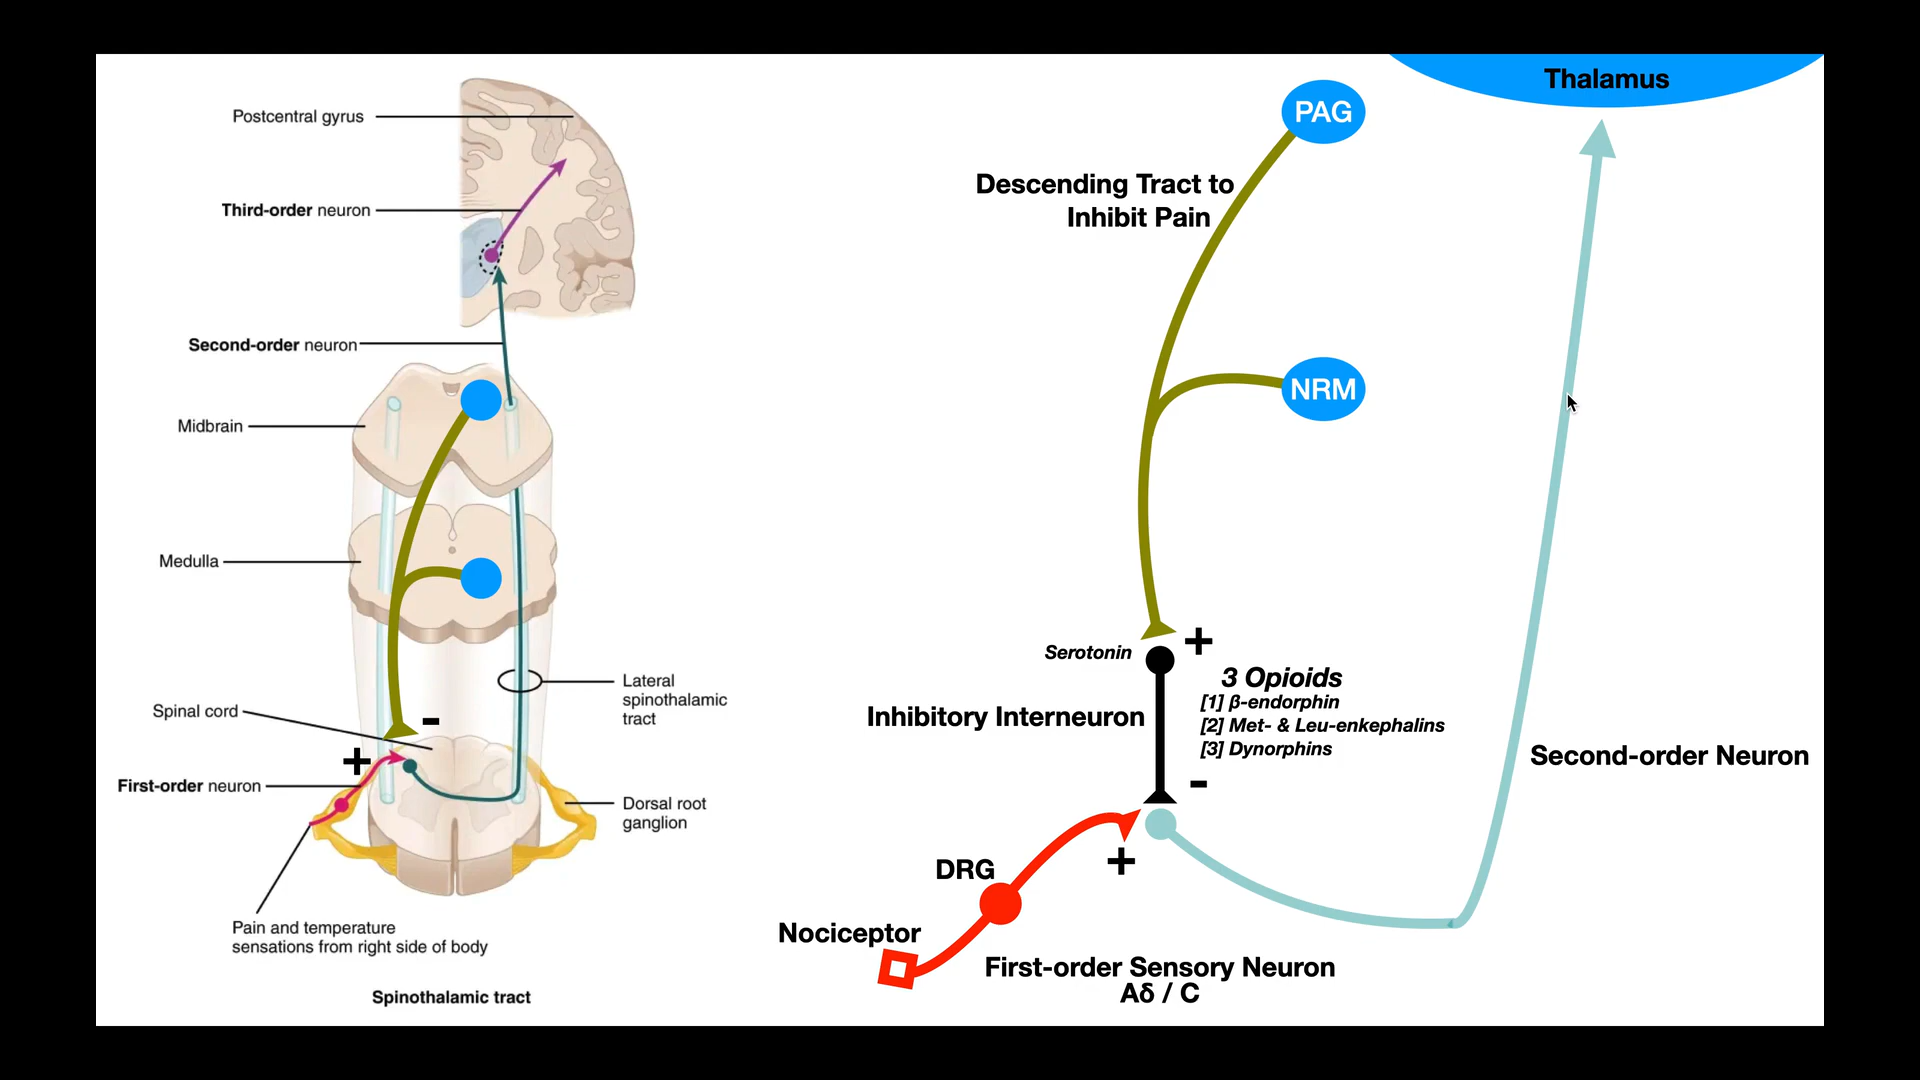 Postcentral gyrus
Third-order neuron
Second-order neuron
Midbrain
Medulla
Lateral
spinothalamic
tract
Spinal cord
-
+
First-order neuron
Dorsal root
ganglion
Pain and temperature
sensations from right side of body
Spinothalamic tract
Thalamus
PAG
Descending Tract to
Inhibit Pain
NRM
+
Serotonin
3 Opioids
[1] β-endorphin
[2] Met- & Leu-enkephalins
[3] Dynorphins
Inhibitory Interneuron
-
Second-order Neuron
+
DRG
Nociceptor
First-order Sensory Neuron
Aδ / C